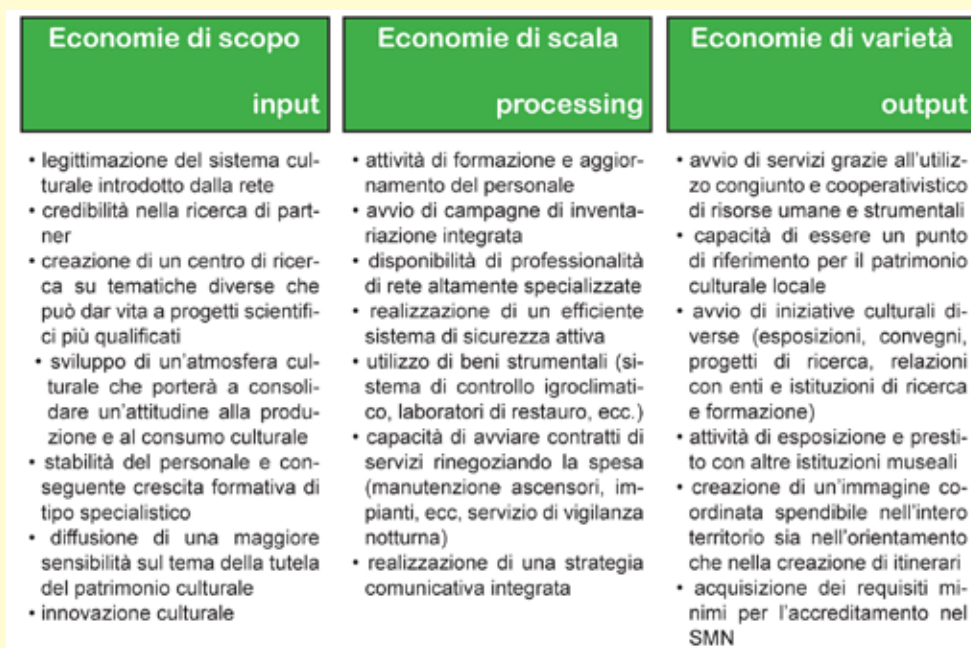 Economie di scopo
input
• legittimazione del sistema cul-
turale introdotto dalla rete
• credibilità nella ricerca di part-
ner
• creazione di un centro di ricer-
ca su tematiche diverse che
può dar vita a progetti scientifi-
ci più qualificati
• sviluppo di un'atmosfera cul-
turale che porterà a consoli-
dare un'attitudine alla produ-
zione e al consumo culturale
• stabilità del personale e con-
seguente crescita formativa di
tipo specialistico
• diffusione di una maggiore
sensibilità sul tema della tutela
del patrimonio culturale
• innovazione culturale
Economie di scala
processing
• attività di formazione e aggior-
namento del personale
• avvio di campagne di inventa-
riazione integrata
• disponibilità di professionalità
di rete altamente specializzate
• realizzazione di un efficiente
sistema di sicurezza attiva
• utilizzo di beni strumentali (si-
stema di controllo igroclimati-
co, laboratori di restauro, ecc.)
• capacità di avviare contratti di
servizi rinegoziando la spesa
(manutenzione ascensori, im-
pianti, ecc, servizio di vigilanza
notturna)
• realizzazione di una strategia
comunicativa integrata
Economie di varietà
output
• avvio di servizi grazie all'utiliz-
zo congiunto e cooperativistico
di risorse umane e strumentali
• capacità di essere un punto
di riferimento per il patrimonio
culturale locale
• avvio di iniziative culturali di-
verse (esposizioni, convegni,
progetti di ricerca, relazioni
con enti e istituzioni di ricerca
e formazione)
• attività di esposizione e presti-
to con altre istituzioni museali
• creazione di un'immagine co-
ordinata spendibile nell'intero
territorio sia nell'orientamento
che nella creazione di itinerari
• acquisizione dei requisiti mi-
nimi per l'accreditamento nel
SMN